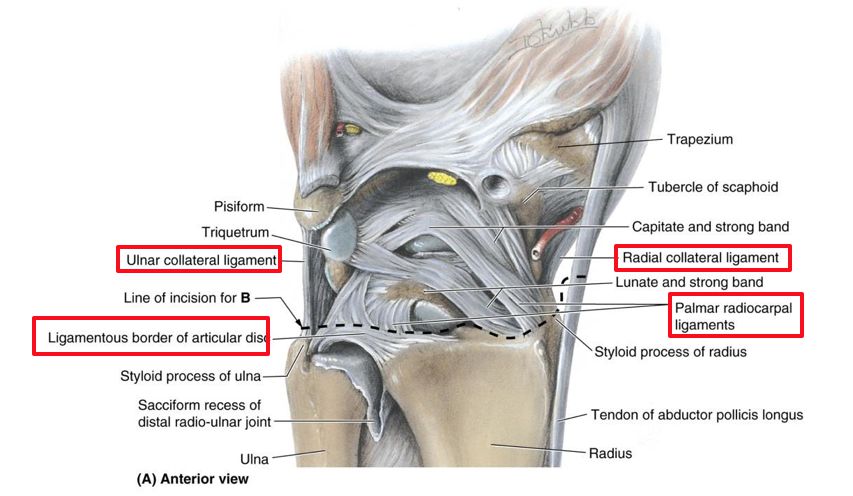 Trapezium
Tubercle of scaphoid
Pisiform
Capitate and strong band
Triquetrum
Ulnar collateral ligament
Radial collateral ligament
Lunate and strong band
Line of incision for B
Palmar radiocarpal
ligaments
Ligamentous border of articular disc
Styloid process of radius
Styloid process of ulna
Sacciform recess of
distal radio-ulnar joint
Tendon of abductor pollicis longus
Ulna
Radius
(A) Anterior view